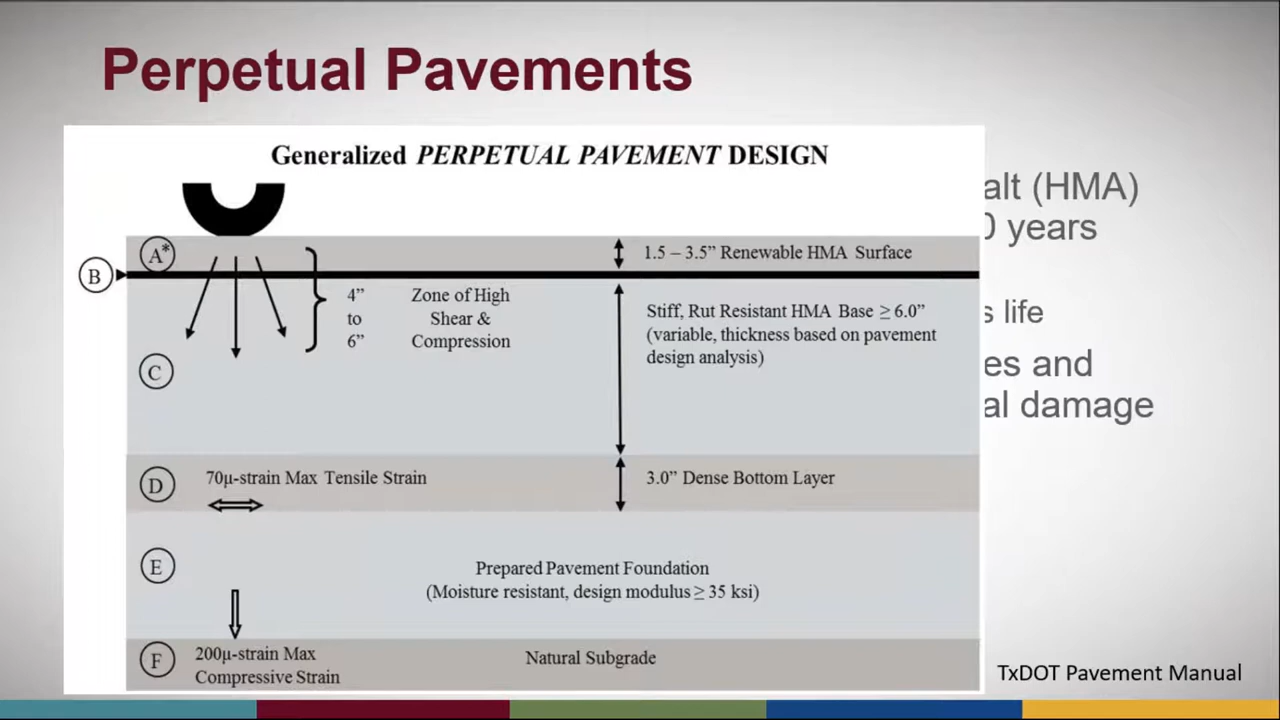 Perpetual Pavements
Generalized PERPETUAL PAVEMENT DESIGN
alt (HMA)
0 years
s life
es and
al damage
A*
1.5 – 3.5” Renewable HMA Surface
B
4”
to
6”
Zone of High
Shear &
Compression
Stiff, Rut Resistant HMA Base ≥ 6.0”
(variable, thickness based on pavement
design analysis)
C
D
70μ-strain Max Tensile Strain
3.0” Dense Bottom Layer
E
Prepared Pavement Foundation
(Moisture resistant, design modulus ≥ 35 ksi)
F
200μ-strain Max
Compressive Strain
Natural Subgrade
TxDOT Pavement Manual